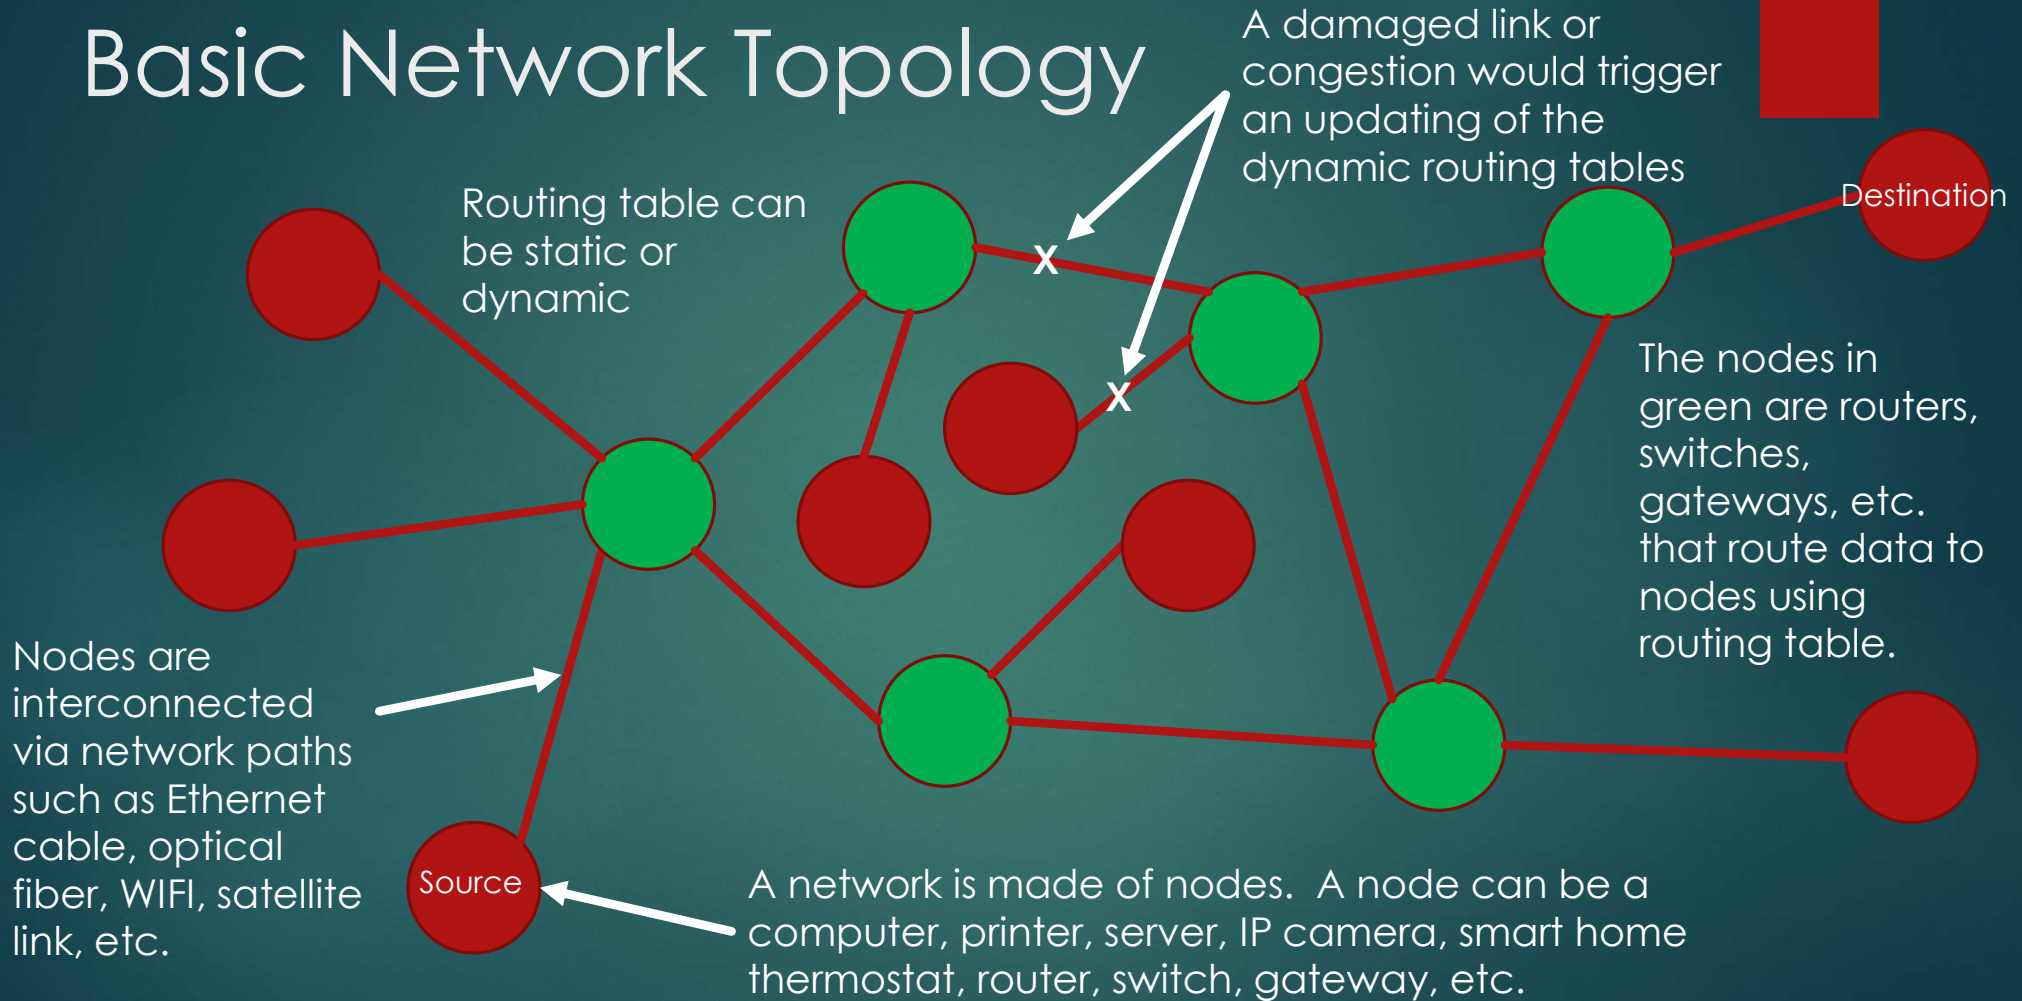 Basic Network Topology
A damaged link or
congestion would trigger
an updating of the
dynamic routing tables
Routing table can
be static or
dynamic
Destination
X
X
The nodes in
green are routers,
switches,
gateways, etc.
that route data to
nodes using
routing table.
Nodes are
interconnected
via network paths
such as Ethernet
cable, optical
fiber, WIFI, satellite
link, etc.
Source
A network is made of nodes.  A node can be a
computer, printer, server, IP camera, smart home
thermostat, router, switch, gateway, etc.